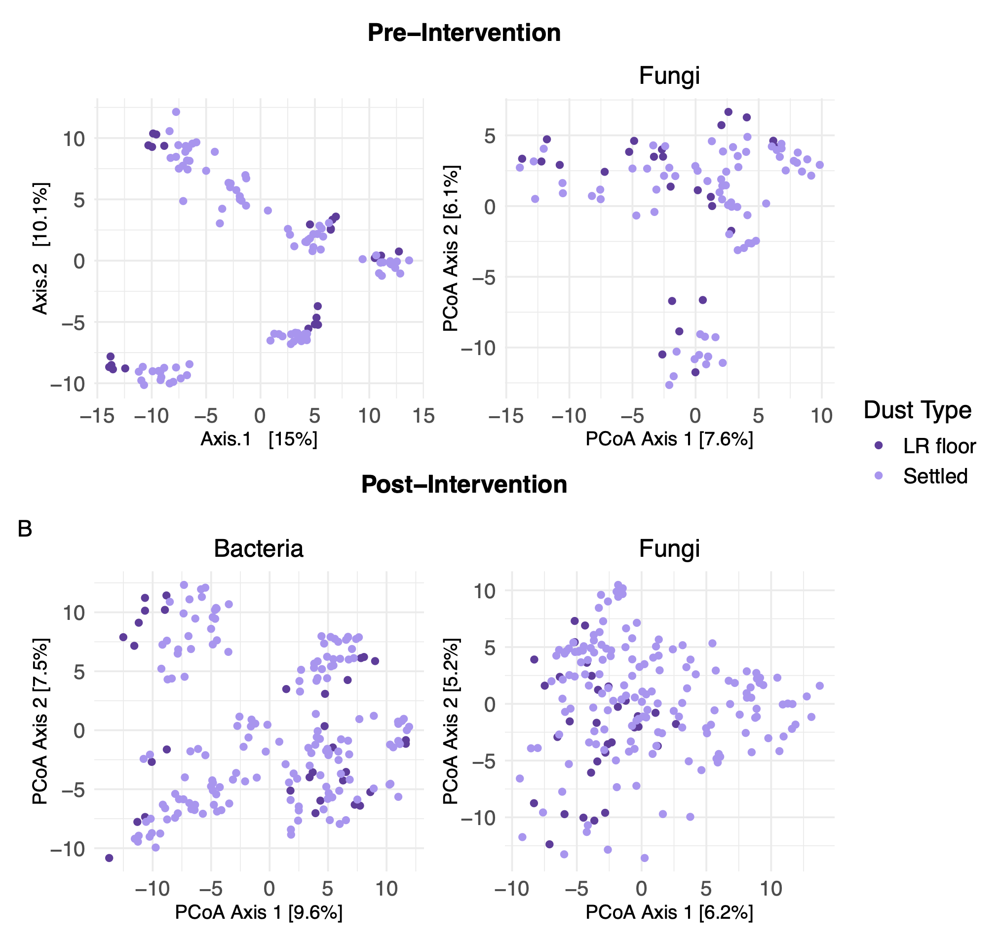 Pre−Intervention
Fungi
Axis.2 [10.1%]
10
5
0
−5
−10
−15 −10 −5 0 5 10 15
Axis.1 [15%]
PCoA Axis 2 [6.1%]
5
0
−5
−10
−15 −10 −5 0 5 10
PCoA Axis 1 [7.6%]
Dust Type
LR floor
Settled
Post−Intervention
B
Bacteria
PCoA Axis 2 [7.5%]
10
5
0
−5
−10
−10 −5 0 5 10
PCoA Axis 1 [9.6%]
Fungi
PCoA Axis 2 [5.2%]
10
5
0
−5
−10
−10 −5 0 5 10
PCoA Axis 1 [6.2%]